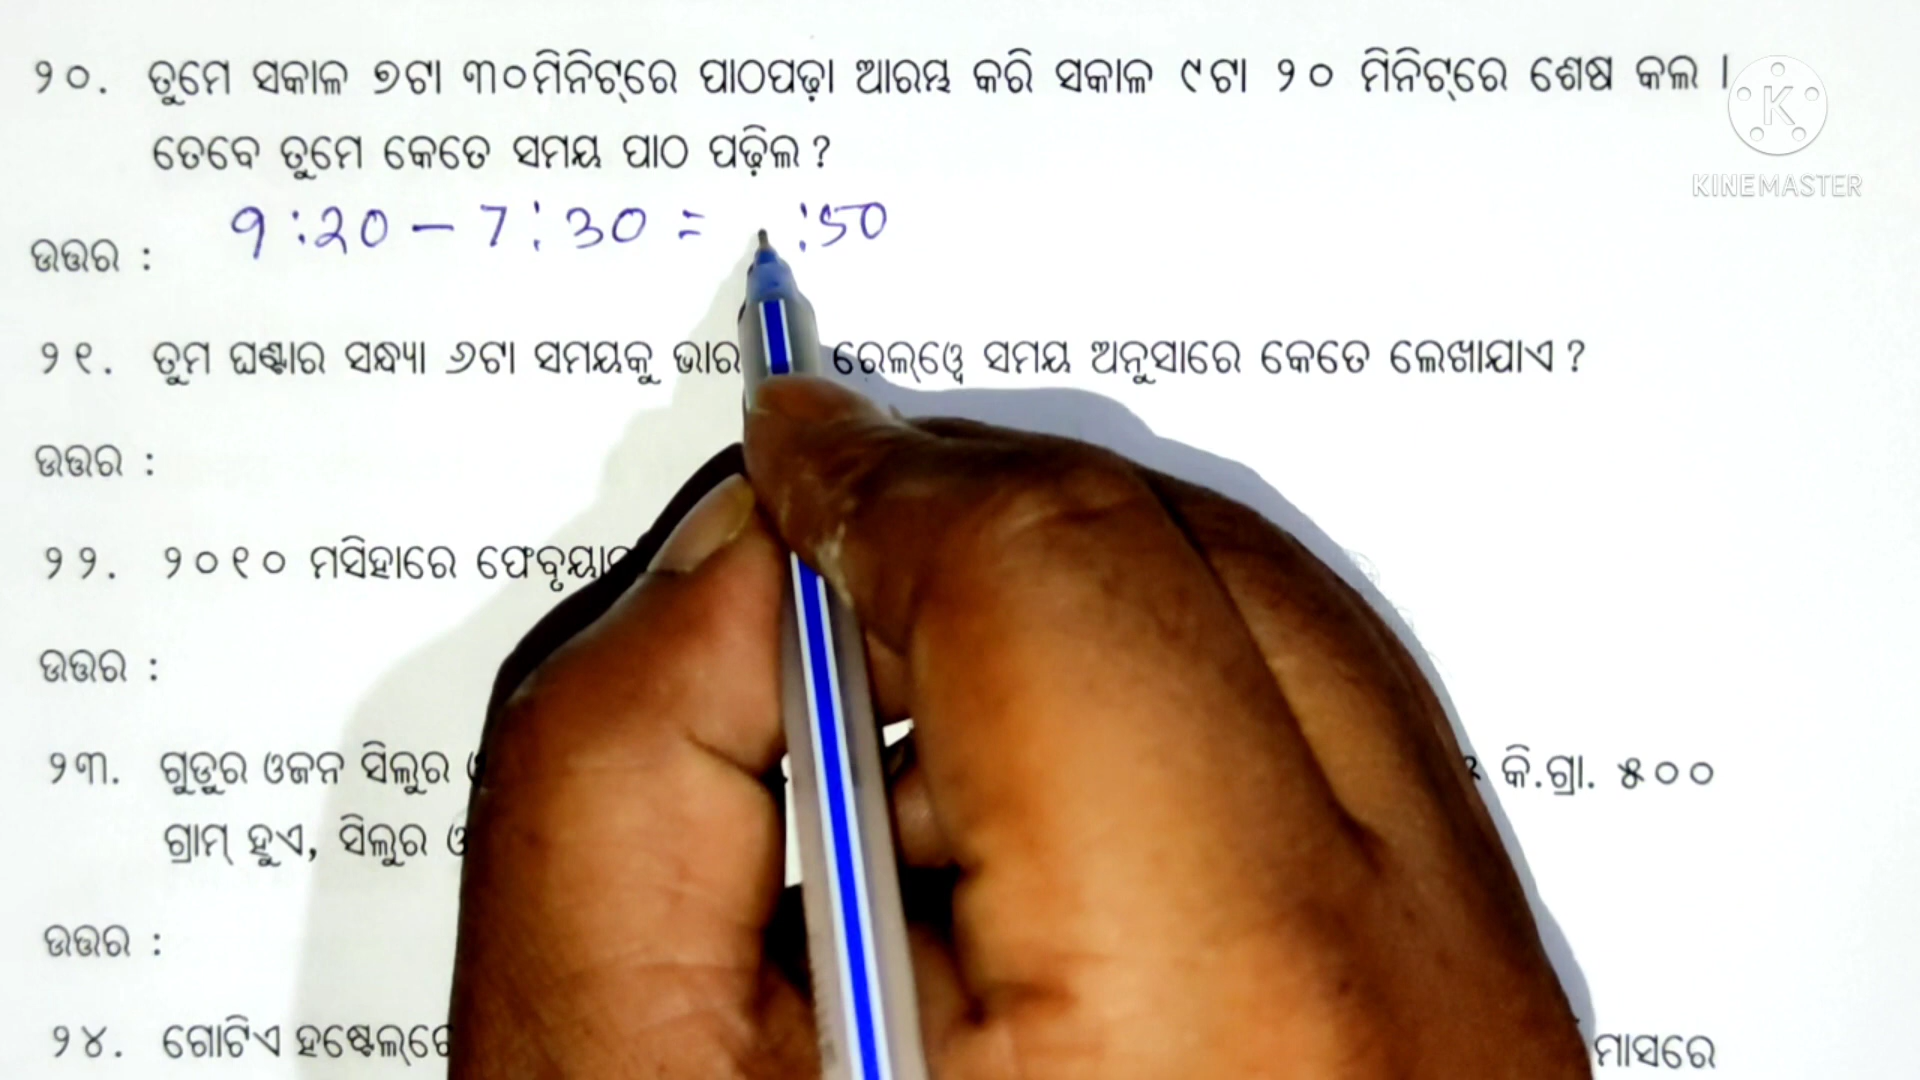 ୨୦. ତୁମେ ସକାଳ ୭ଟା ୩୦ମିନିଟ୍‌ରେ ପାଠପଢ଼ା ଆରମ୍ଭ କରି ସକାଳ ୯ଟା ୨୦ ମିନିଟ୍‌ରେ ଶେଷ କଲ ।
ତେବେ ତୁମେ କେତେ ସମୟ ପାଠ ପଢ଼ିଲ ?
KINEMASTER
ଉତ୍ତର : 9:20 - 7:30 = :50
୨୧. ତୁମ ଘଣ୍ଟାର ସନ୍ଧ୍ୟା ୬ଟା ସମୟକୁ ରେଲ୍‌ୱେ ସମୟ ଅନୁସାରେ କେତେ ଲେଖାଯାଏ ?
ଉତ୍ତର :
୨୨. ୨୦୧୦ ମସିହାରେ
ଉତ୍ତର :
୨୩. ଗୁଡୁର ଓଜନ ସିଲୁର କି.ଗ୍ରା. ୫୦୦
ଗ୍ରାମ୍ ହୁଏ, ସିଲୁର
ଉତ୍ତର :
୨୪. ଗୋଟିଏ ମାସରେ